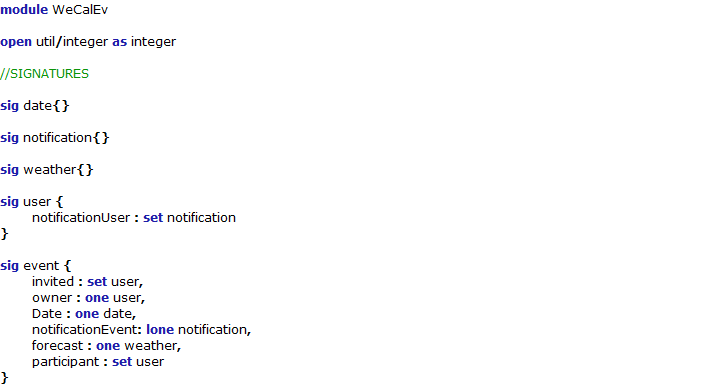 module WeCalEv
open util/integer as integer
//SIGNATURES
sig date{}
sig notification{}
sig weather{}
sig user {
notificationUser : set notification
}
sig event {
invited : set user,
owner : one user,
Date : one date,
notificationEvent: lone notification,
forecast : one weather,
participant : set user
}